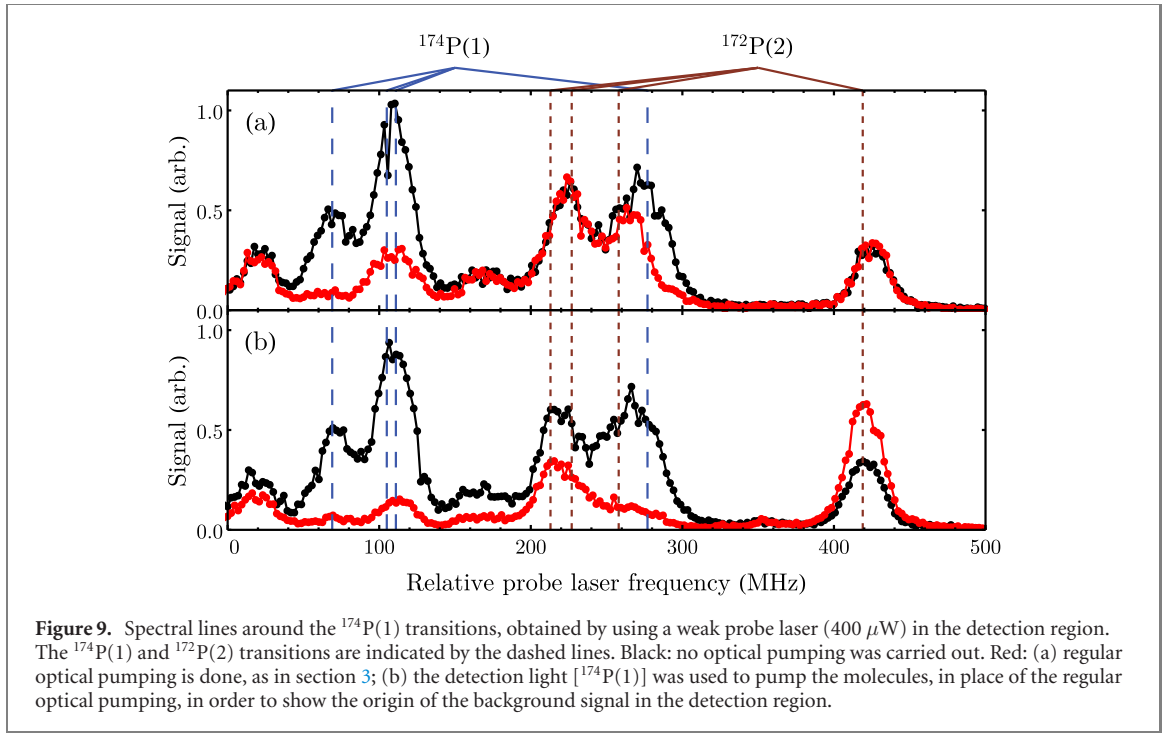 ¹⁷⁴P(1) ¹⁷²P(2)
(a)
Signal (arb.)
1.0
0.5
0.0
(b)
Signal (arb.)
1.0
0.5
0.0
0 100 200 300 400 500
Relative probe laser frequency (MHz)
Figure 9. Spectral lines around the ¹⁷⁴P(1) transitions, obtained by using a weak probe laser (400 μW) in the detection region.
The ¹⁷⁴P(1) and ¹⁷²P(2) transitions are indicated by the dashed lines. Black: no optical pumping was carried out. Red: (a) regular
optical pumping is done, as in section 3; (b) the detection light [¹⁷⁴P(1)] was used to pump the molecules, in place of the regular
optical pumping, in order to show the origin of the background signal in the detection region.